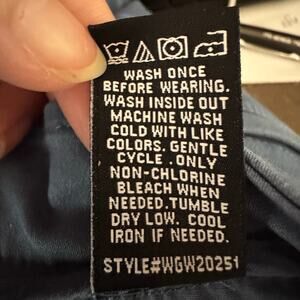 WASH ONCE
BEFORE WEARING.
WASH INSIDE OUT
MACHINE WASH
COLD WITH LIKE
COLORS. GENTLE
CYCLE .ONLY
NON-CHLORINE
BLEACH WHEN
NEEDED.TUMBLE
DRY LOW. COOL
IRON IF NEEDED.
STYLE#WGW20251